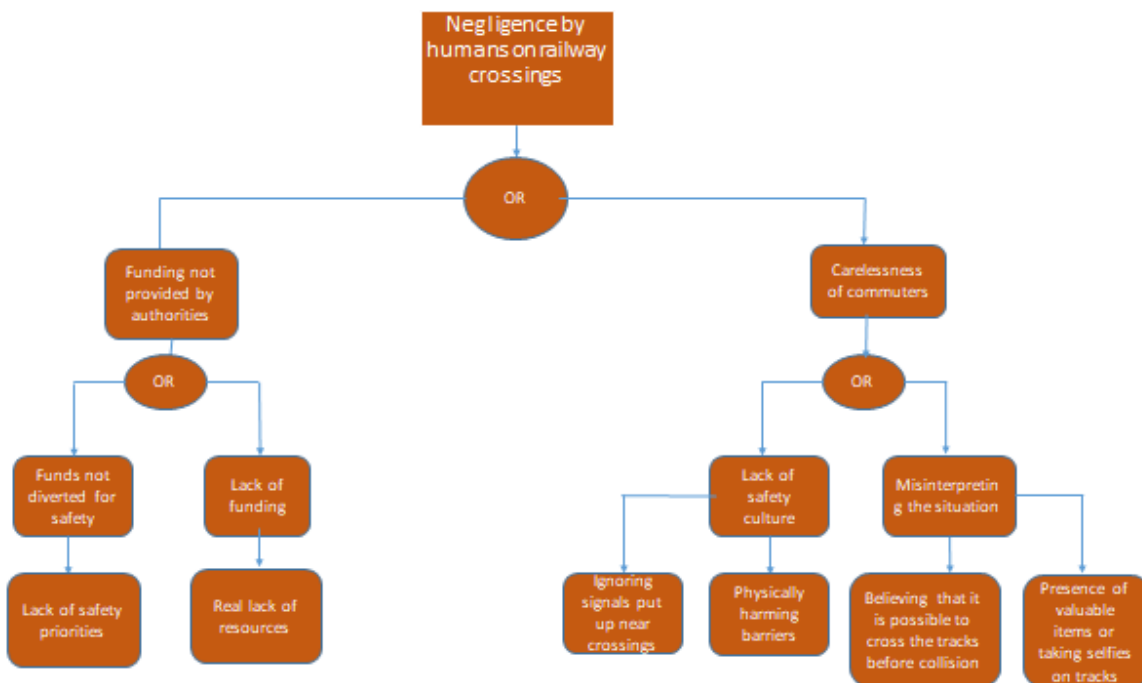 Negligence by
humans on railway
crossings
OR
Funding not
provided by
authorities
Carelessness
of commuters
OR
OR
Funds not
diverted for
safety
Lack of
funding
Lack of
safety
culture
Misinterpretin
g the situation
Lack of safety
priorities
Real lack of
resources
Ignoring
signals put
up near
crossings
Physically
harming
barriers
Believing that it
is possible to
cross the tracks
before collision
Presence of
valuable
items or
taking selfies
on tracks